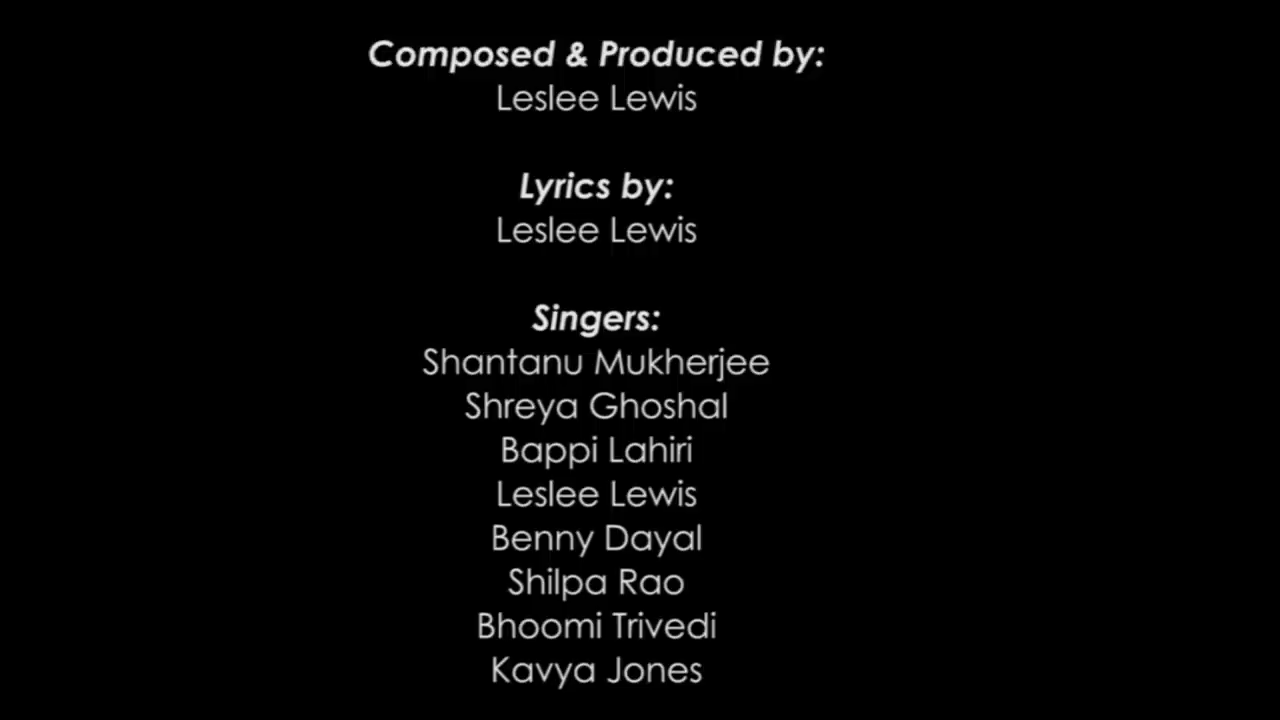 Composed & Produced by:
Leslee Lewis
Lyrics by:
Leslee Lewis
Singers:
Shantanu Mukherjee
Shreya Ghoshal
Bappi Lahiri
Leslee Lewis
Benny Dayal
Shilpa Rao
Bhoomi Trivedi
Kavya Jones